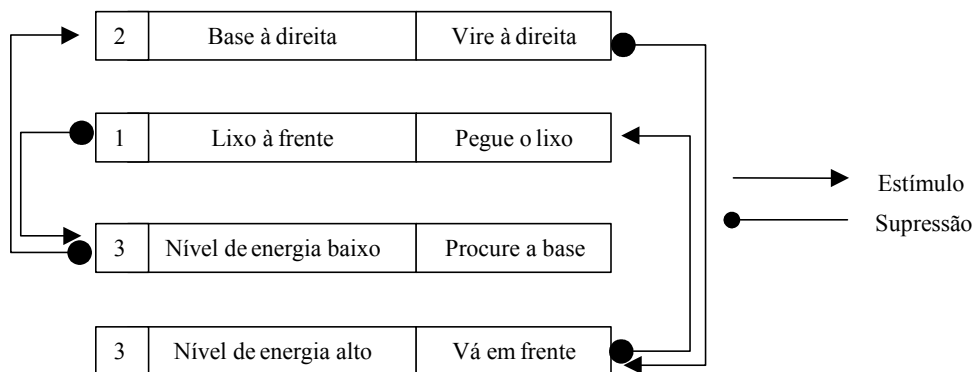 2 Base à direita Vire à direita
1 Lixo à frente Pegue o lixo
3 Nível de energia baixo Procure a base
3 Nível de energia alto Vá em frente
Estímulo
Supressão